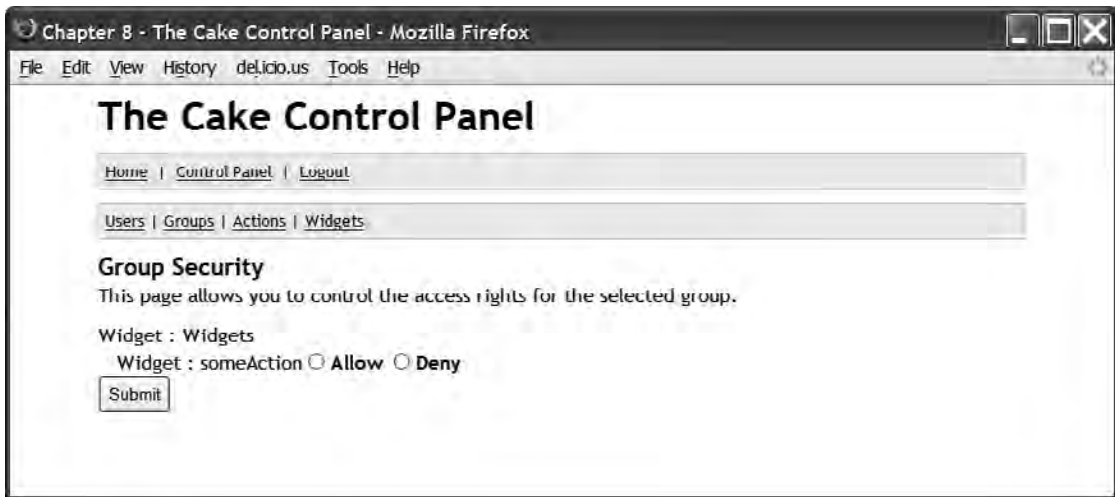 Chapter 8 - The Cake Control Panel - Mozilla Firefox
File Edit View History del.icio.us Tools Help
The Cake Control Panel
Home | Control Panel | Logout
Users | Groups | Actions | Widgets
Group Security
This page allows you to control the access rights for the selected group.
Widget : Widgets
Widget : someAction Allow Deny
Submit